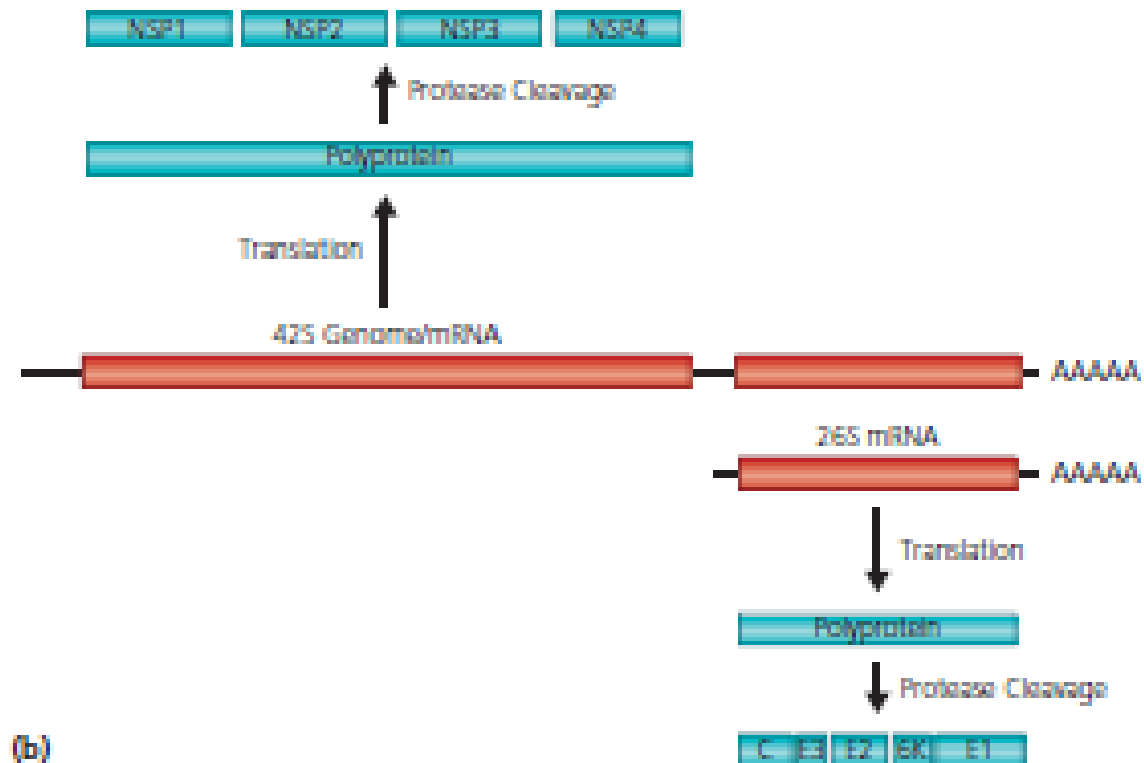 NSP1 NSP2 NSP3 NSP4
Protease Cleavage
Polyprotein
Translation
42S Genome/mRNA
AAAAA
26S mRNA
AAAAA
Translation
Polyprotein
Protease Cleavage
C E3 E2 6K E1
(b)